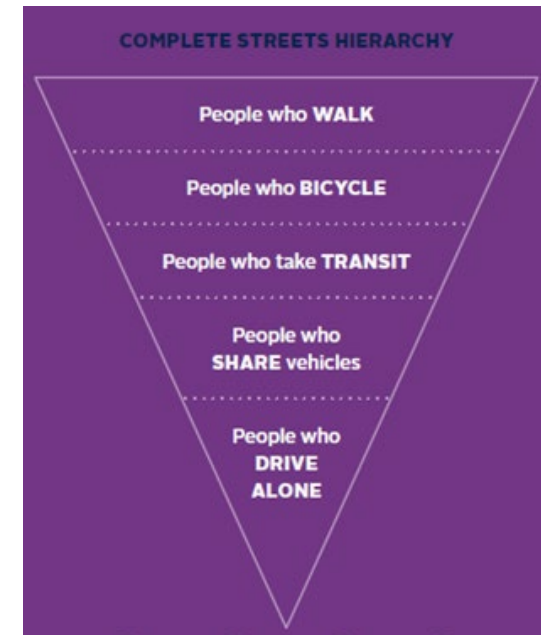 COMPLETE STREETS HIERARCHY
People who WALK
People who BICYCLE
People who take TRANSIT
People who
SHARE vehicles
People who
DRIVE
ALONE